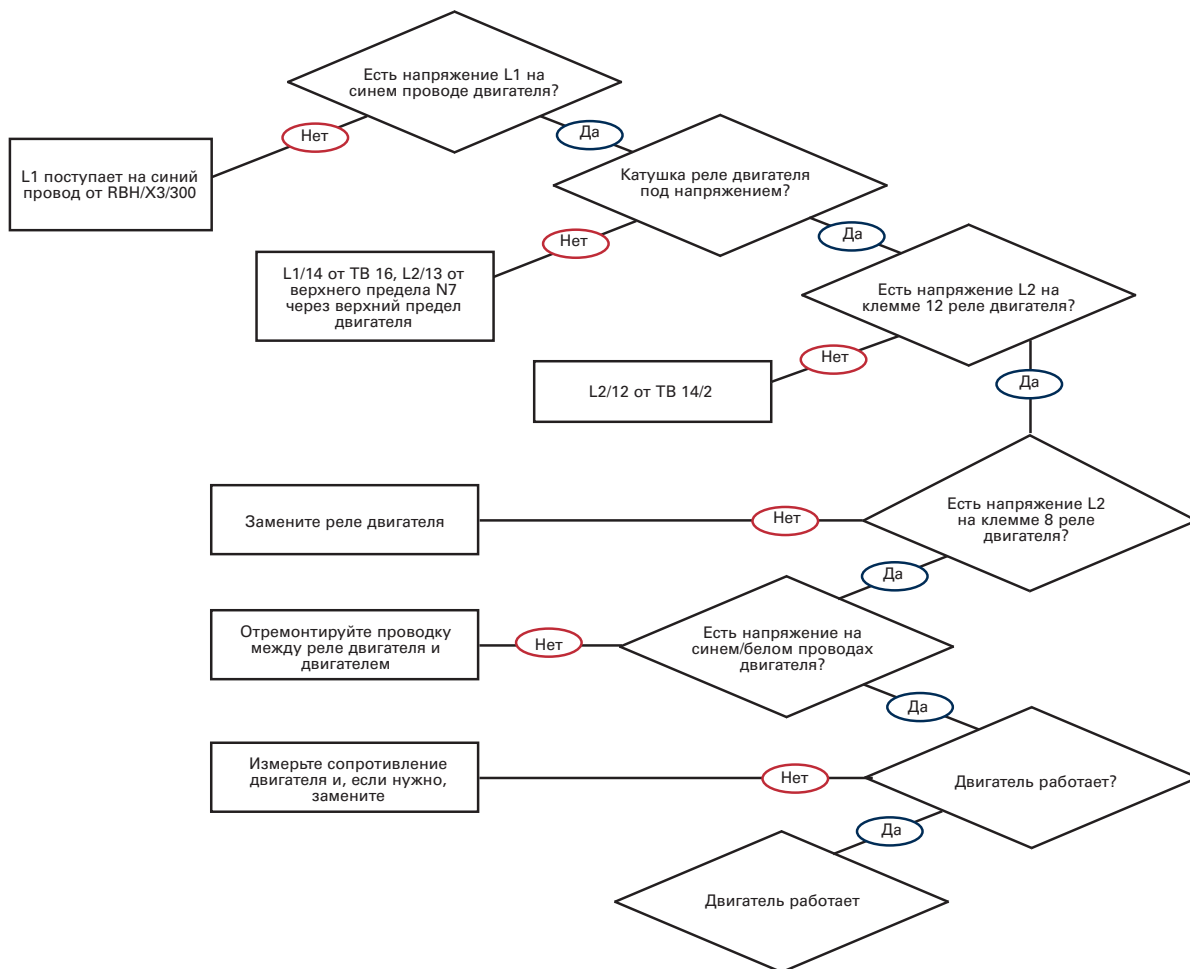 Есть напряжение L1 на
синем проводе двигателя?
Нет
Да
L1 поступает на синий
провод от RBH/X3/300
Катушка реле двигателя
под напряжением?
Нет
Да
L1/14 от ТВ 16, L2/13 от
верхнего предела N7
через верхний предел
двигателя
Есть напряжение L2 на
клемме 12 реле двигателя?
Нет
Да
L2/12 от ТВ 14/2
Есть напряжение L2
на клемме 8 реле
двигателя?
Нет
Замените реле двигателя
Да
Есть напряжение на
синем/белом проводах
двигателя?
Нет
Отремонтируйте проводку
между реле двигателя и
двигателем
Да
Двигатель работает?
Нет
Измерьте сопротивление
двигателя и, если нужно,
замените
Да
Двигатель работает